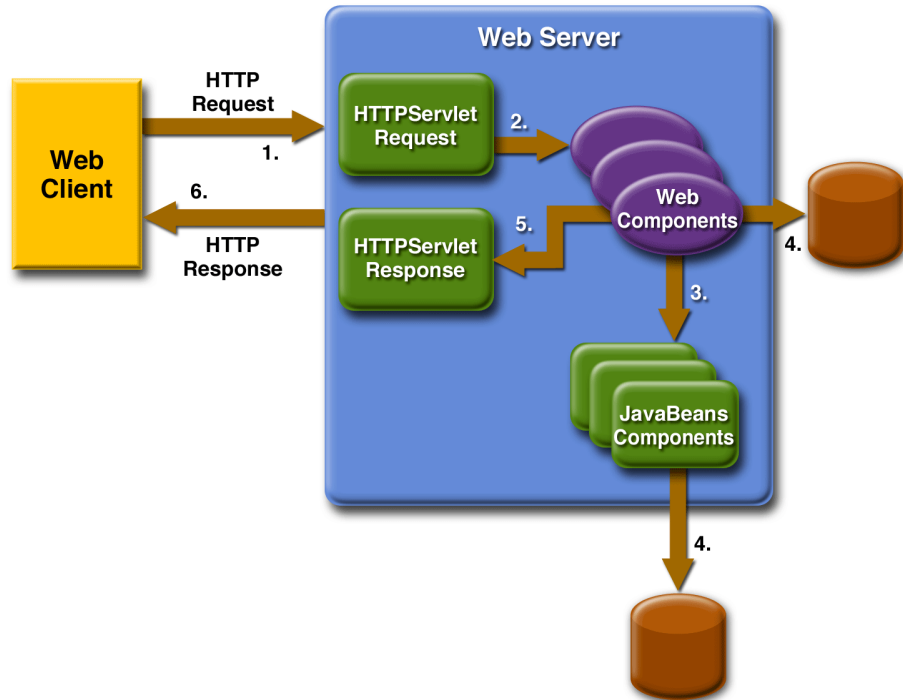 Web Server
HTTP
Request
1.
Web
Client
6.
HTTP
Response
HTTPServlet
Request
2.
Web
Components
5.
HTTPServlet
Response
4.
3.
JavaBeans
Components
4.